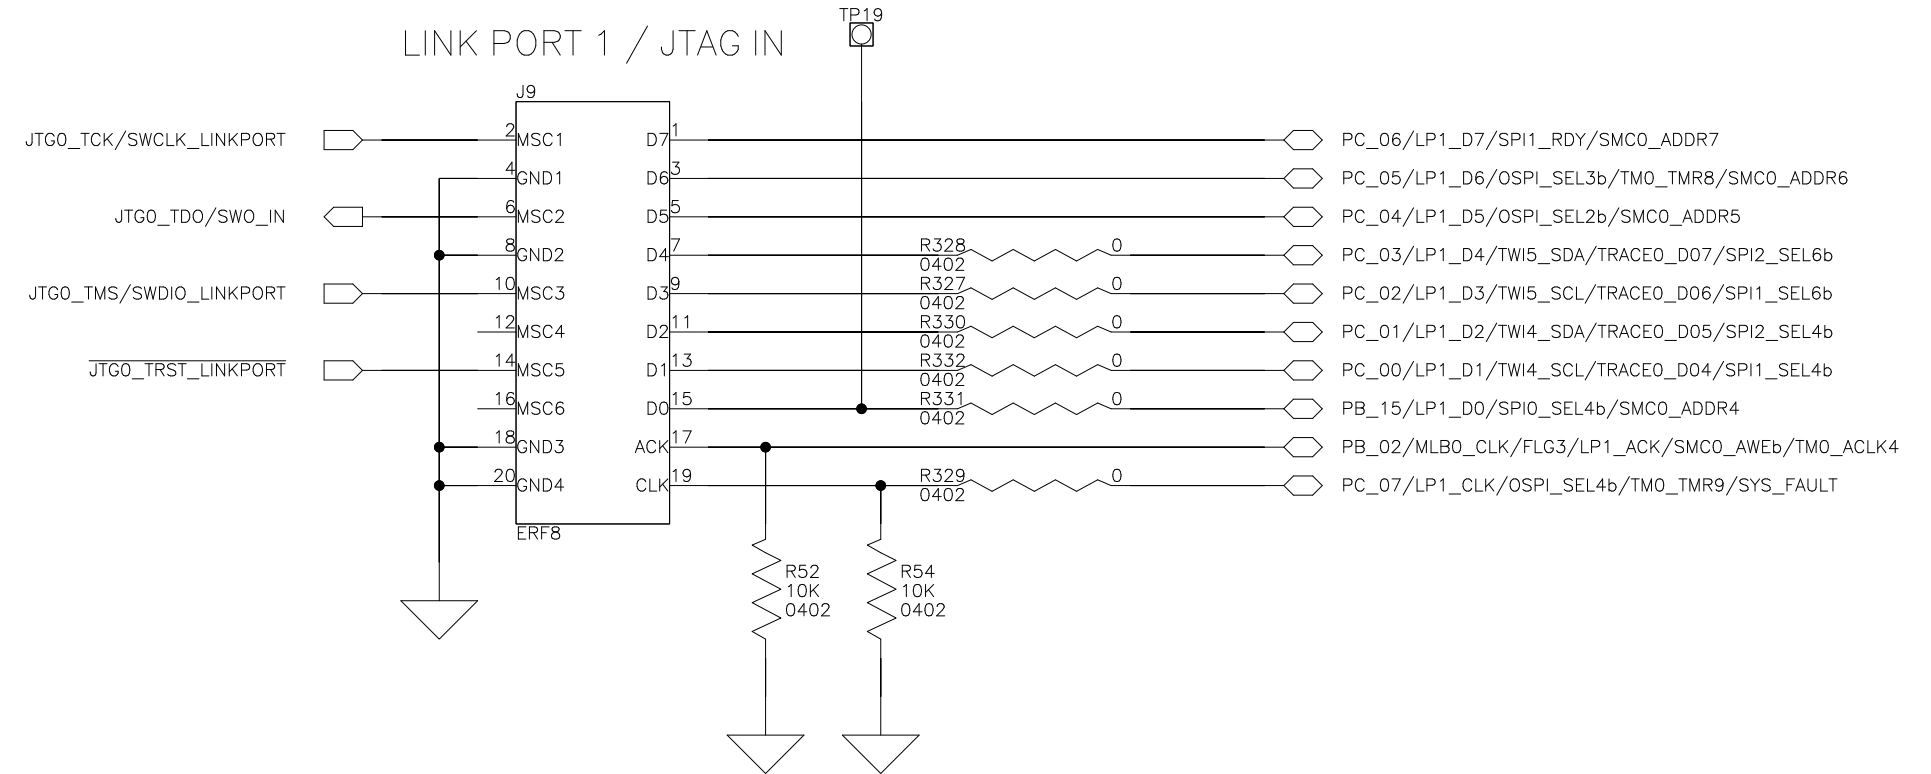 TP19
LINK PORT 1 / JTAG IN
J9
JTG0_TCK/SWCLK_LINKPORT 2 MSC1 D7 1 PC_06/LP1_D7/SPI1_RDY/SMC0_ADDR7
4 GND1 D6 3 PC_05/LP1_D6/OSPI_SEL3b/TM0_TMR8/SMC0_ADDR6
JTG0_TDO/SWO_IN 6 MSC2 D5 5 PC_04/LP1_D5/OSPI_SEL2b/SMC0_ADDR5
8 GND2 D4 7 R328 0 PC_03/LP1_D4/TWI5_SDA/TRACE0_D07/SPI2_SEL6b
0402
JTG0_TMS/SWDIO_LINKPORT 10 MSC3 D3 9 R327 0 PC_02/LP1_D3/TWI5_SCL/TRACE0_D06/SPI1_SEL6b
0402
12 MSC4 D2 11 R330 0 PC_01/LP1_D2/TWI4_SDA/TRACE0_D05/SPI2_SEL4b
0402
JTG0_TRST_LINKPORT 14 MSC5 D1 13 R332 0 PC_00/LP1_D1/TWI4_SCL/TRACE0_D04/SPI1_SEL4b
0402
16 MSC6 D0 15 R331 0 PB_15/LP1_D0/SPI0_SEL4b/SMC0_ADDR4
0402
18 GND3 ACK 17 PB_02/MLB0_CLK/FLG3/LP1_ACK/SMC0_AWEb/TM0_ACLK4
20 GND4 CLK 19 R329 0 PC_07/LP1_CLK/OSPI_SEL4b/TM0_TMR9/SYS_FAULT
0402
ERF8
R52 R54
10K 10K
0402 0402